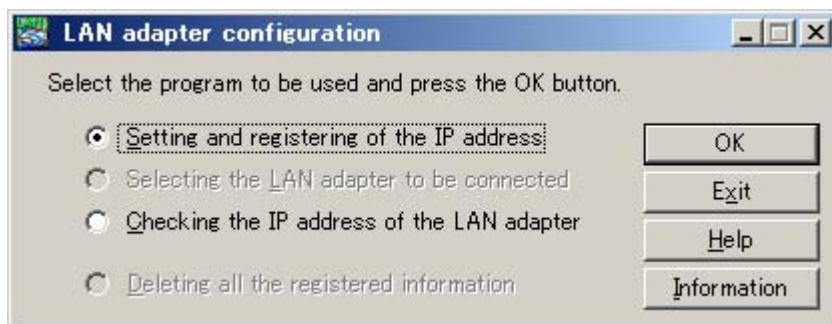 LAN adapter configuration
Select the program to be used and press the OK button.
Setting and registering of the IP address
Selecting the LAN adapter to be connected
Checking the IP address of the LAN adapter
Deleting all the registered information
OK
Exit
Help
Information